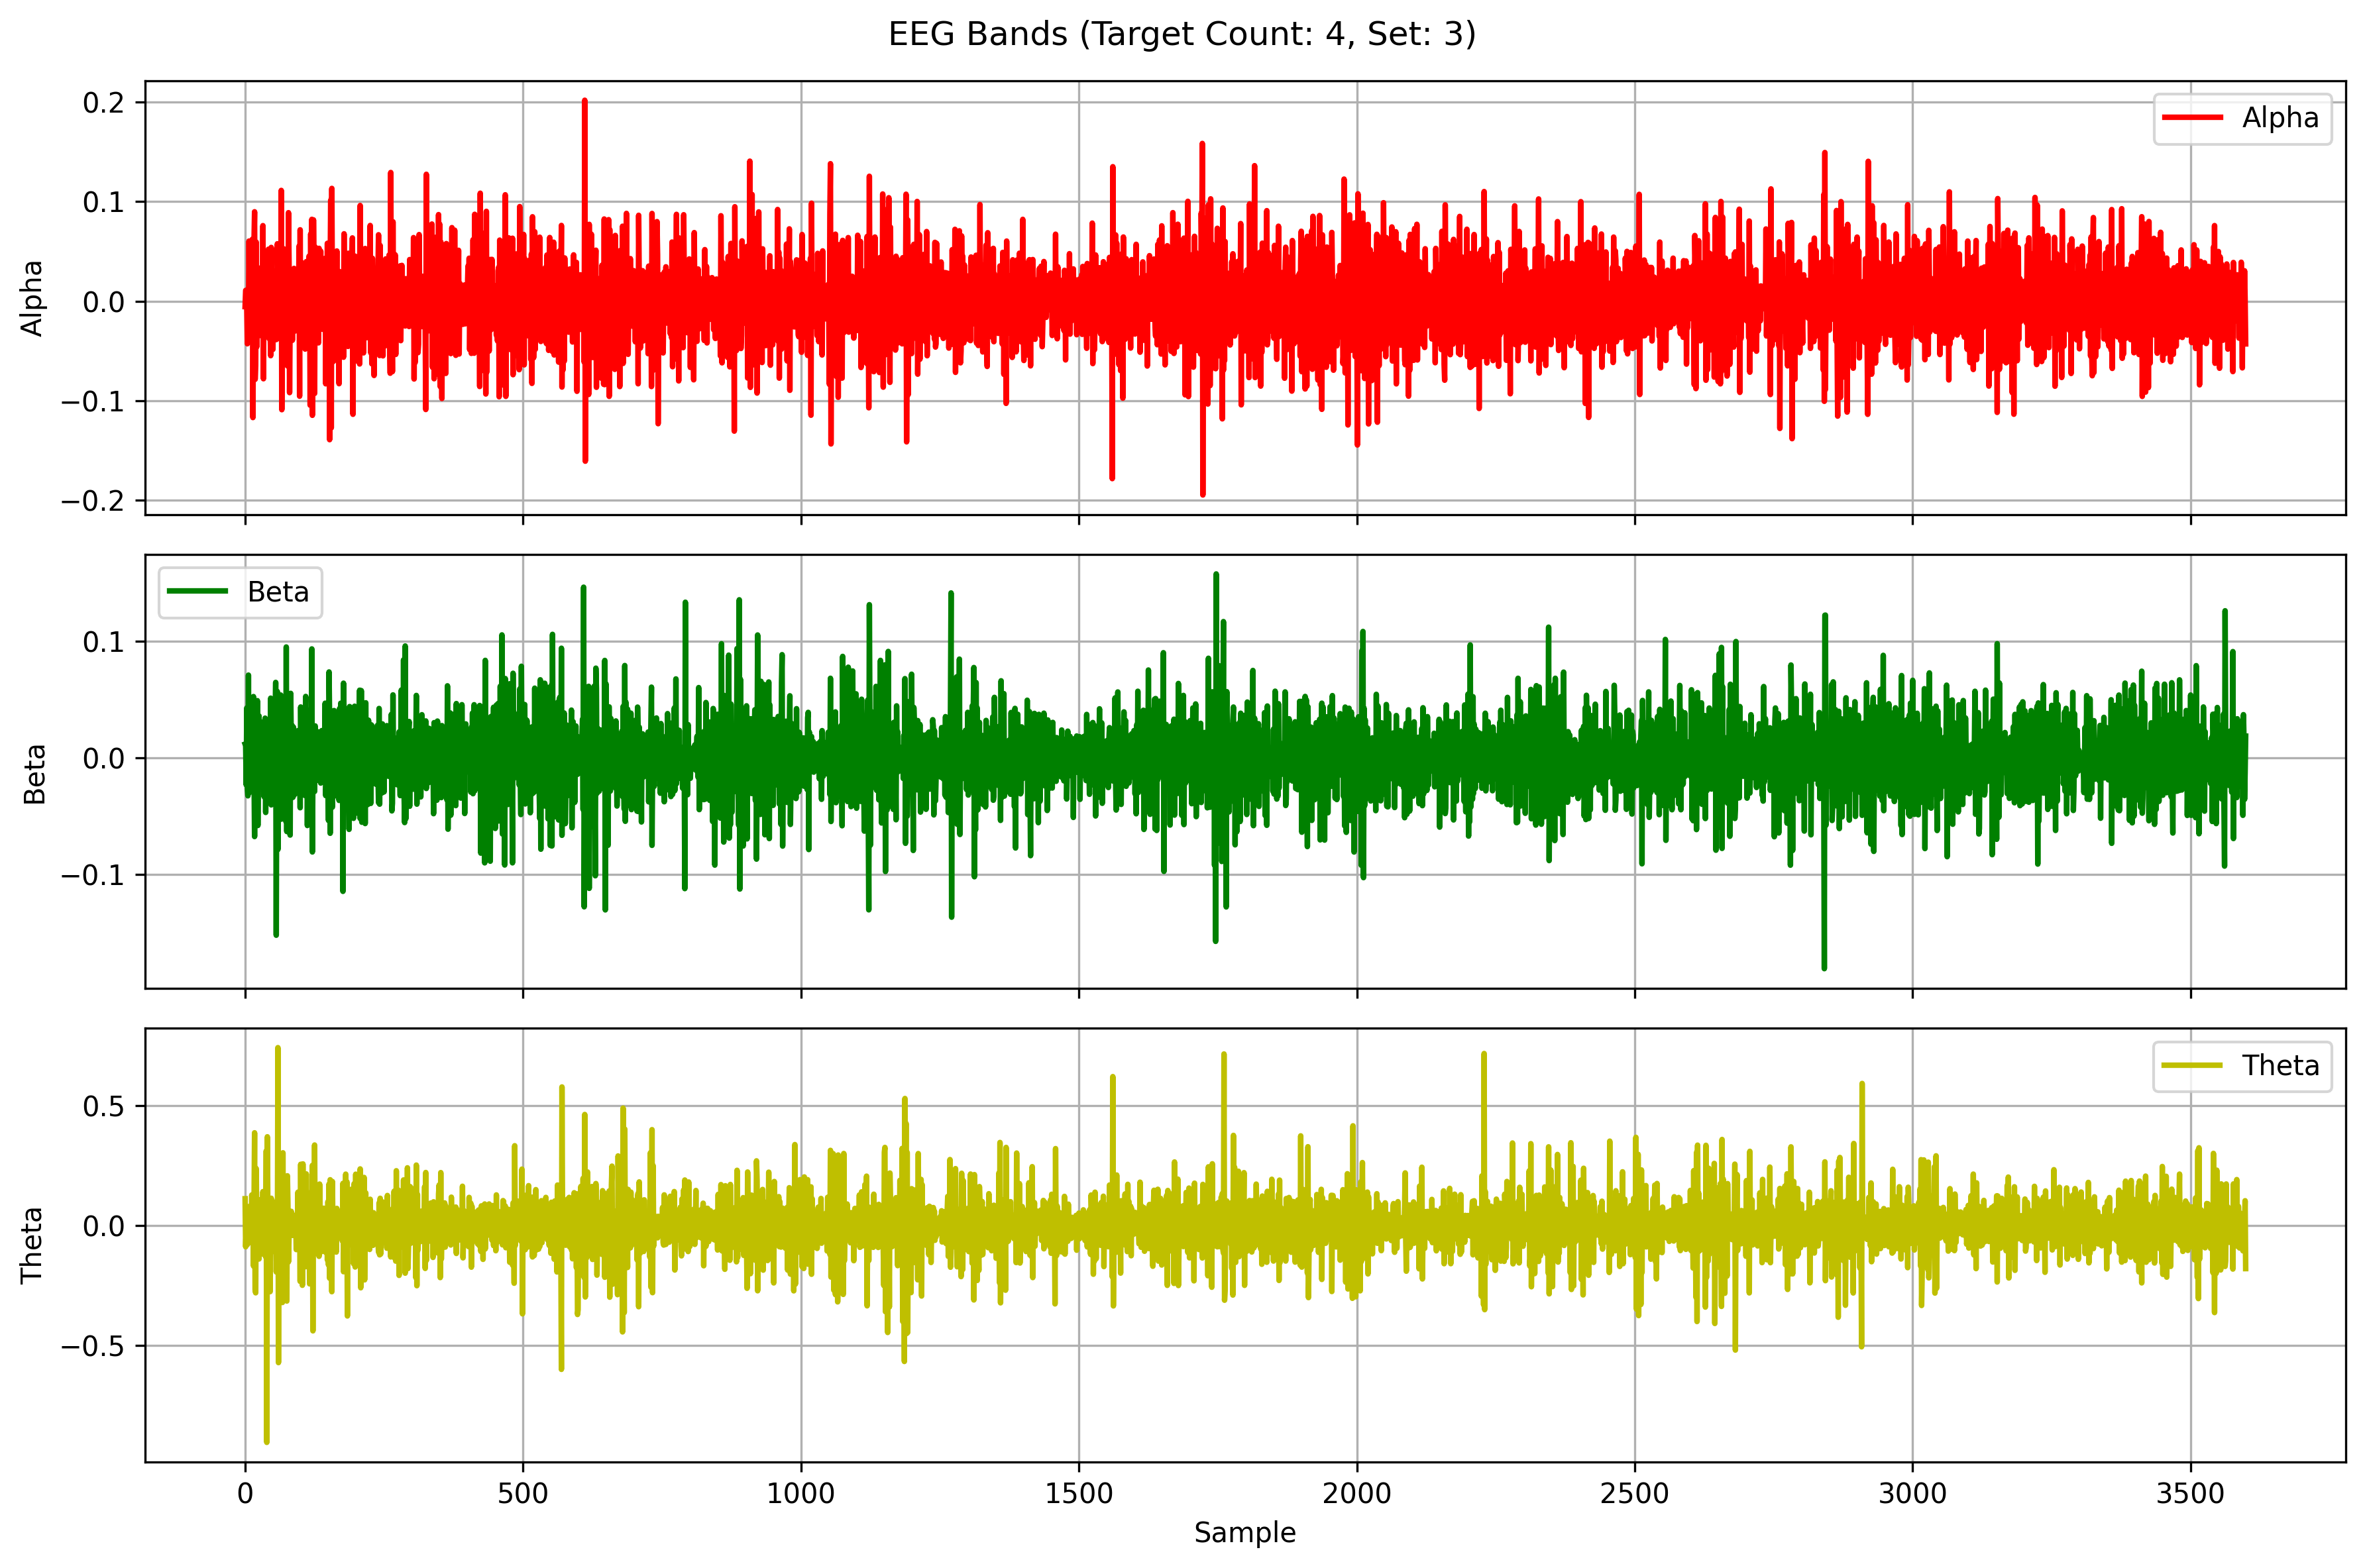 EEG Bands (Target Count: 4, Set: 3)
0.2
0.1
0.0
−0.1
−0.2
Alpha
Alpha
0.1
0.0
−0.1
Beta
Beta
0.5
0.0
−0.5
Theta
Theta
0 500 1000 1500 2000 2500 3000 3500
Sample